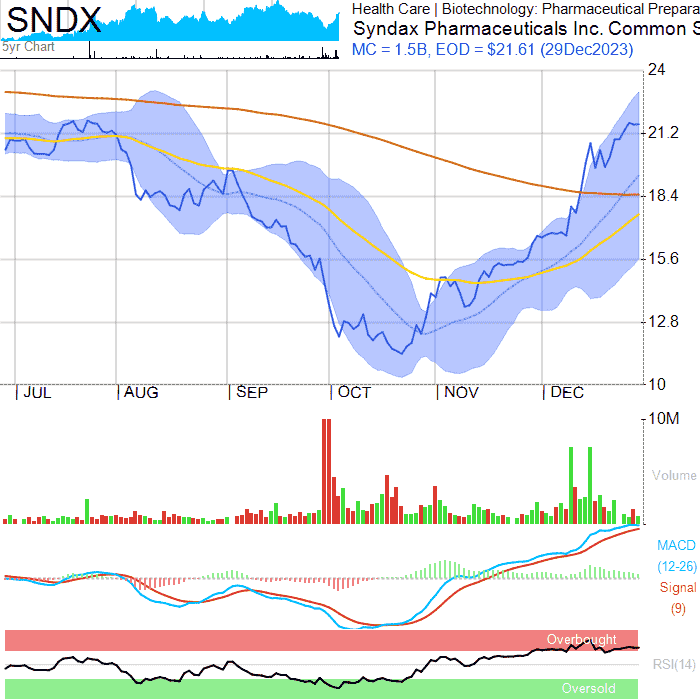 SNDX
5yr Chart
Health Care | Biotechnology: Pharmaceutical Prepara
Syndax Pharmaceuticals Inc. Common S
MC = 1.5B, EOD = $21.61 (29Dec2023)
24
21.2
18.4
15.6
12.8
10
| JUL | AUG | SEP | OCT | NOV | DEC
10M
Volume
MACD
(12-26)
Signal
(9)
Overbought
RSI(14)
Oversold